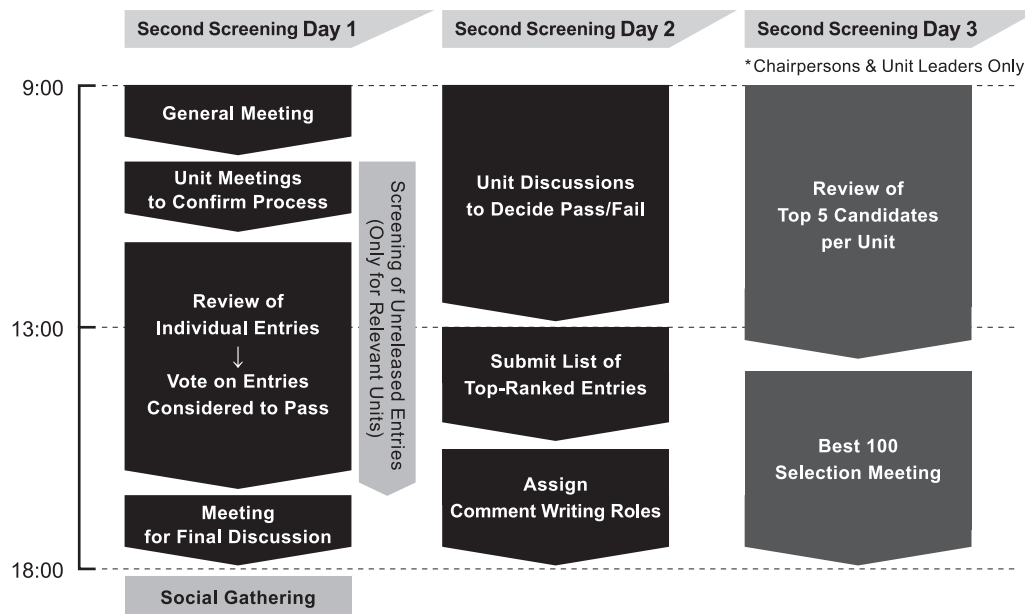 Second Screening Day 1
Second Screening Day 2
Second Screening Day 3
*Chairpersons & Unit Leaders Only
9:00
13:00
18:00
General Meeting
Unit Meetings
to Confirm Process
Review of
Individual Entries
↓
Vote on Entries
Considered to Pass
Meeting
for Final Discussion
Social Gathering
Screening of Unreleased Entries
(Only for Relevant Units)
Unit Discussions
to Decide Pass/Fail
Submit List of
Top-Ranked Entries
Assign
Comment Writing Roles
Review of
Top 5 Candidates
per Unit
Best 100
Selection Meeting